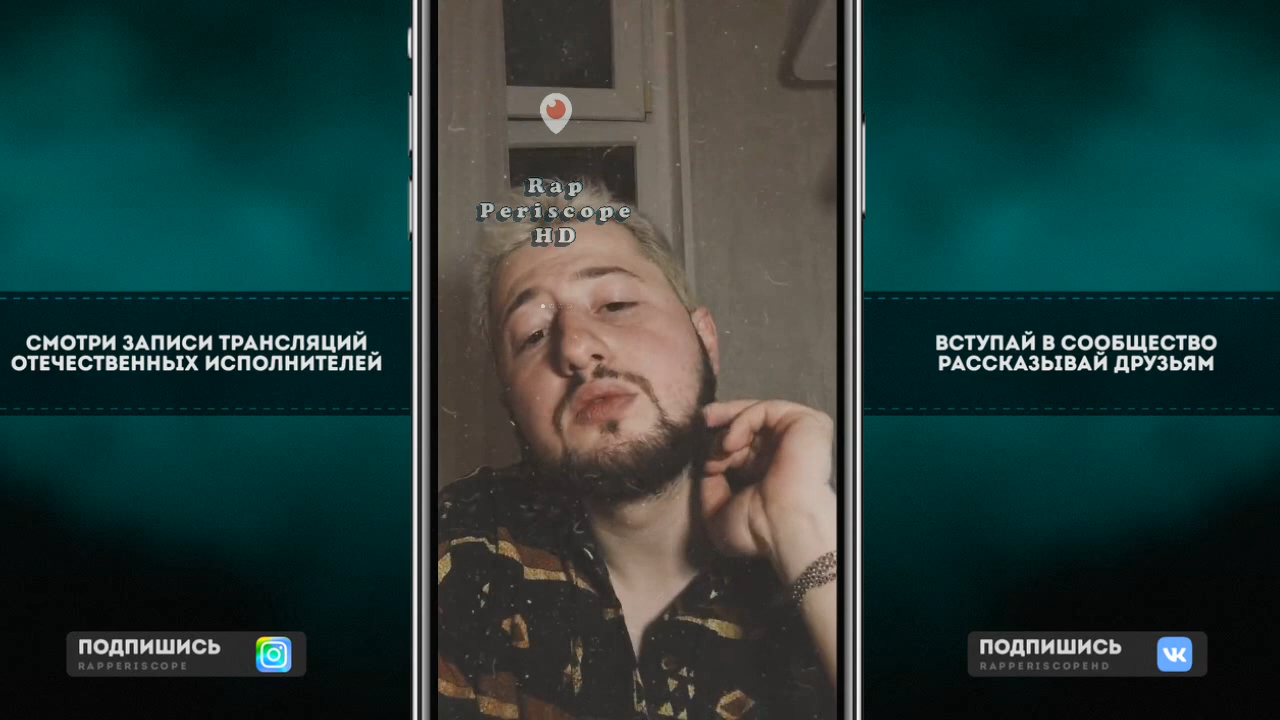 Rap
Periscope
HD
СМОТРИ ЗАПИСИ ТРАНСЛЯЦИЙ
ОТЕЧЕСТВЕННЫХ ИСПОЛНИТЕЛЕЙ
ВСТУПАЙ В СООБЩЕСТВО
РАССКАЗЫВАЙ ДРУЗЬЯМ
ПОДПИШИСЬ
RAPPERISCOPE
ПОДПИШИСЬ
RAPPERISCOPEHD